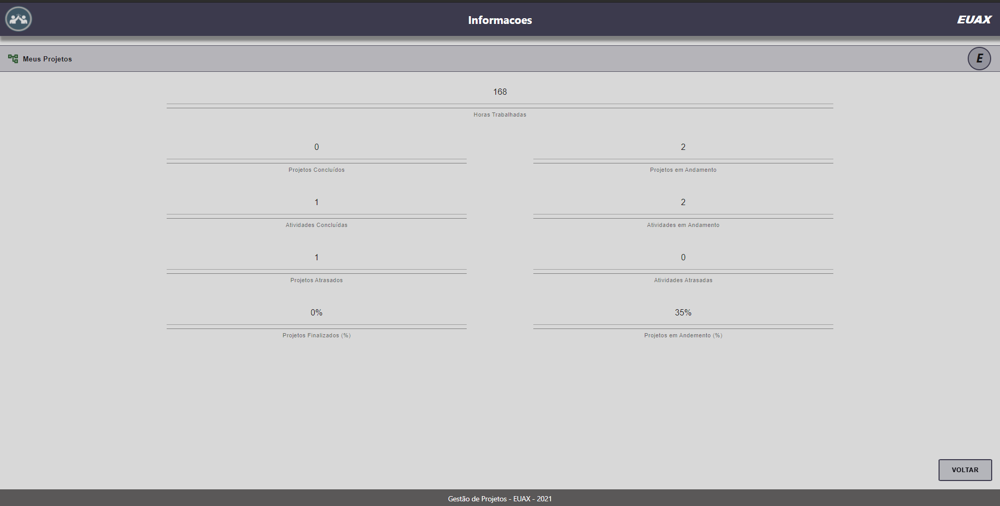 Informacoes
EUAX
Meus Projetos
E
168
Horas Trabalhadas
0
2
Projetos Concluídos
Projetos em Andamento
1
2
Atividades Concluídas
Atividades em Andamento
1
0
Projetos Atrasados
Atividades Atrasadas
0%
35%
Projetos Finalizados (%)
Projetos em Andemento (%)
VOLTAR
Gestão de Projetos - EUAX - 2021